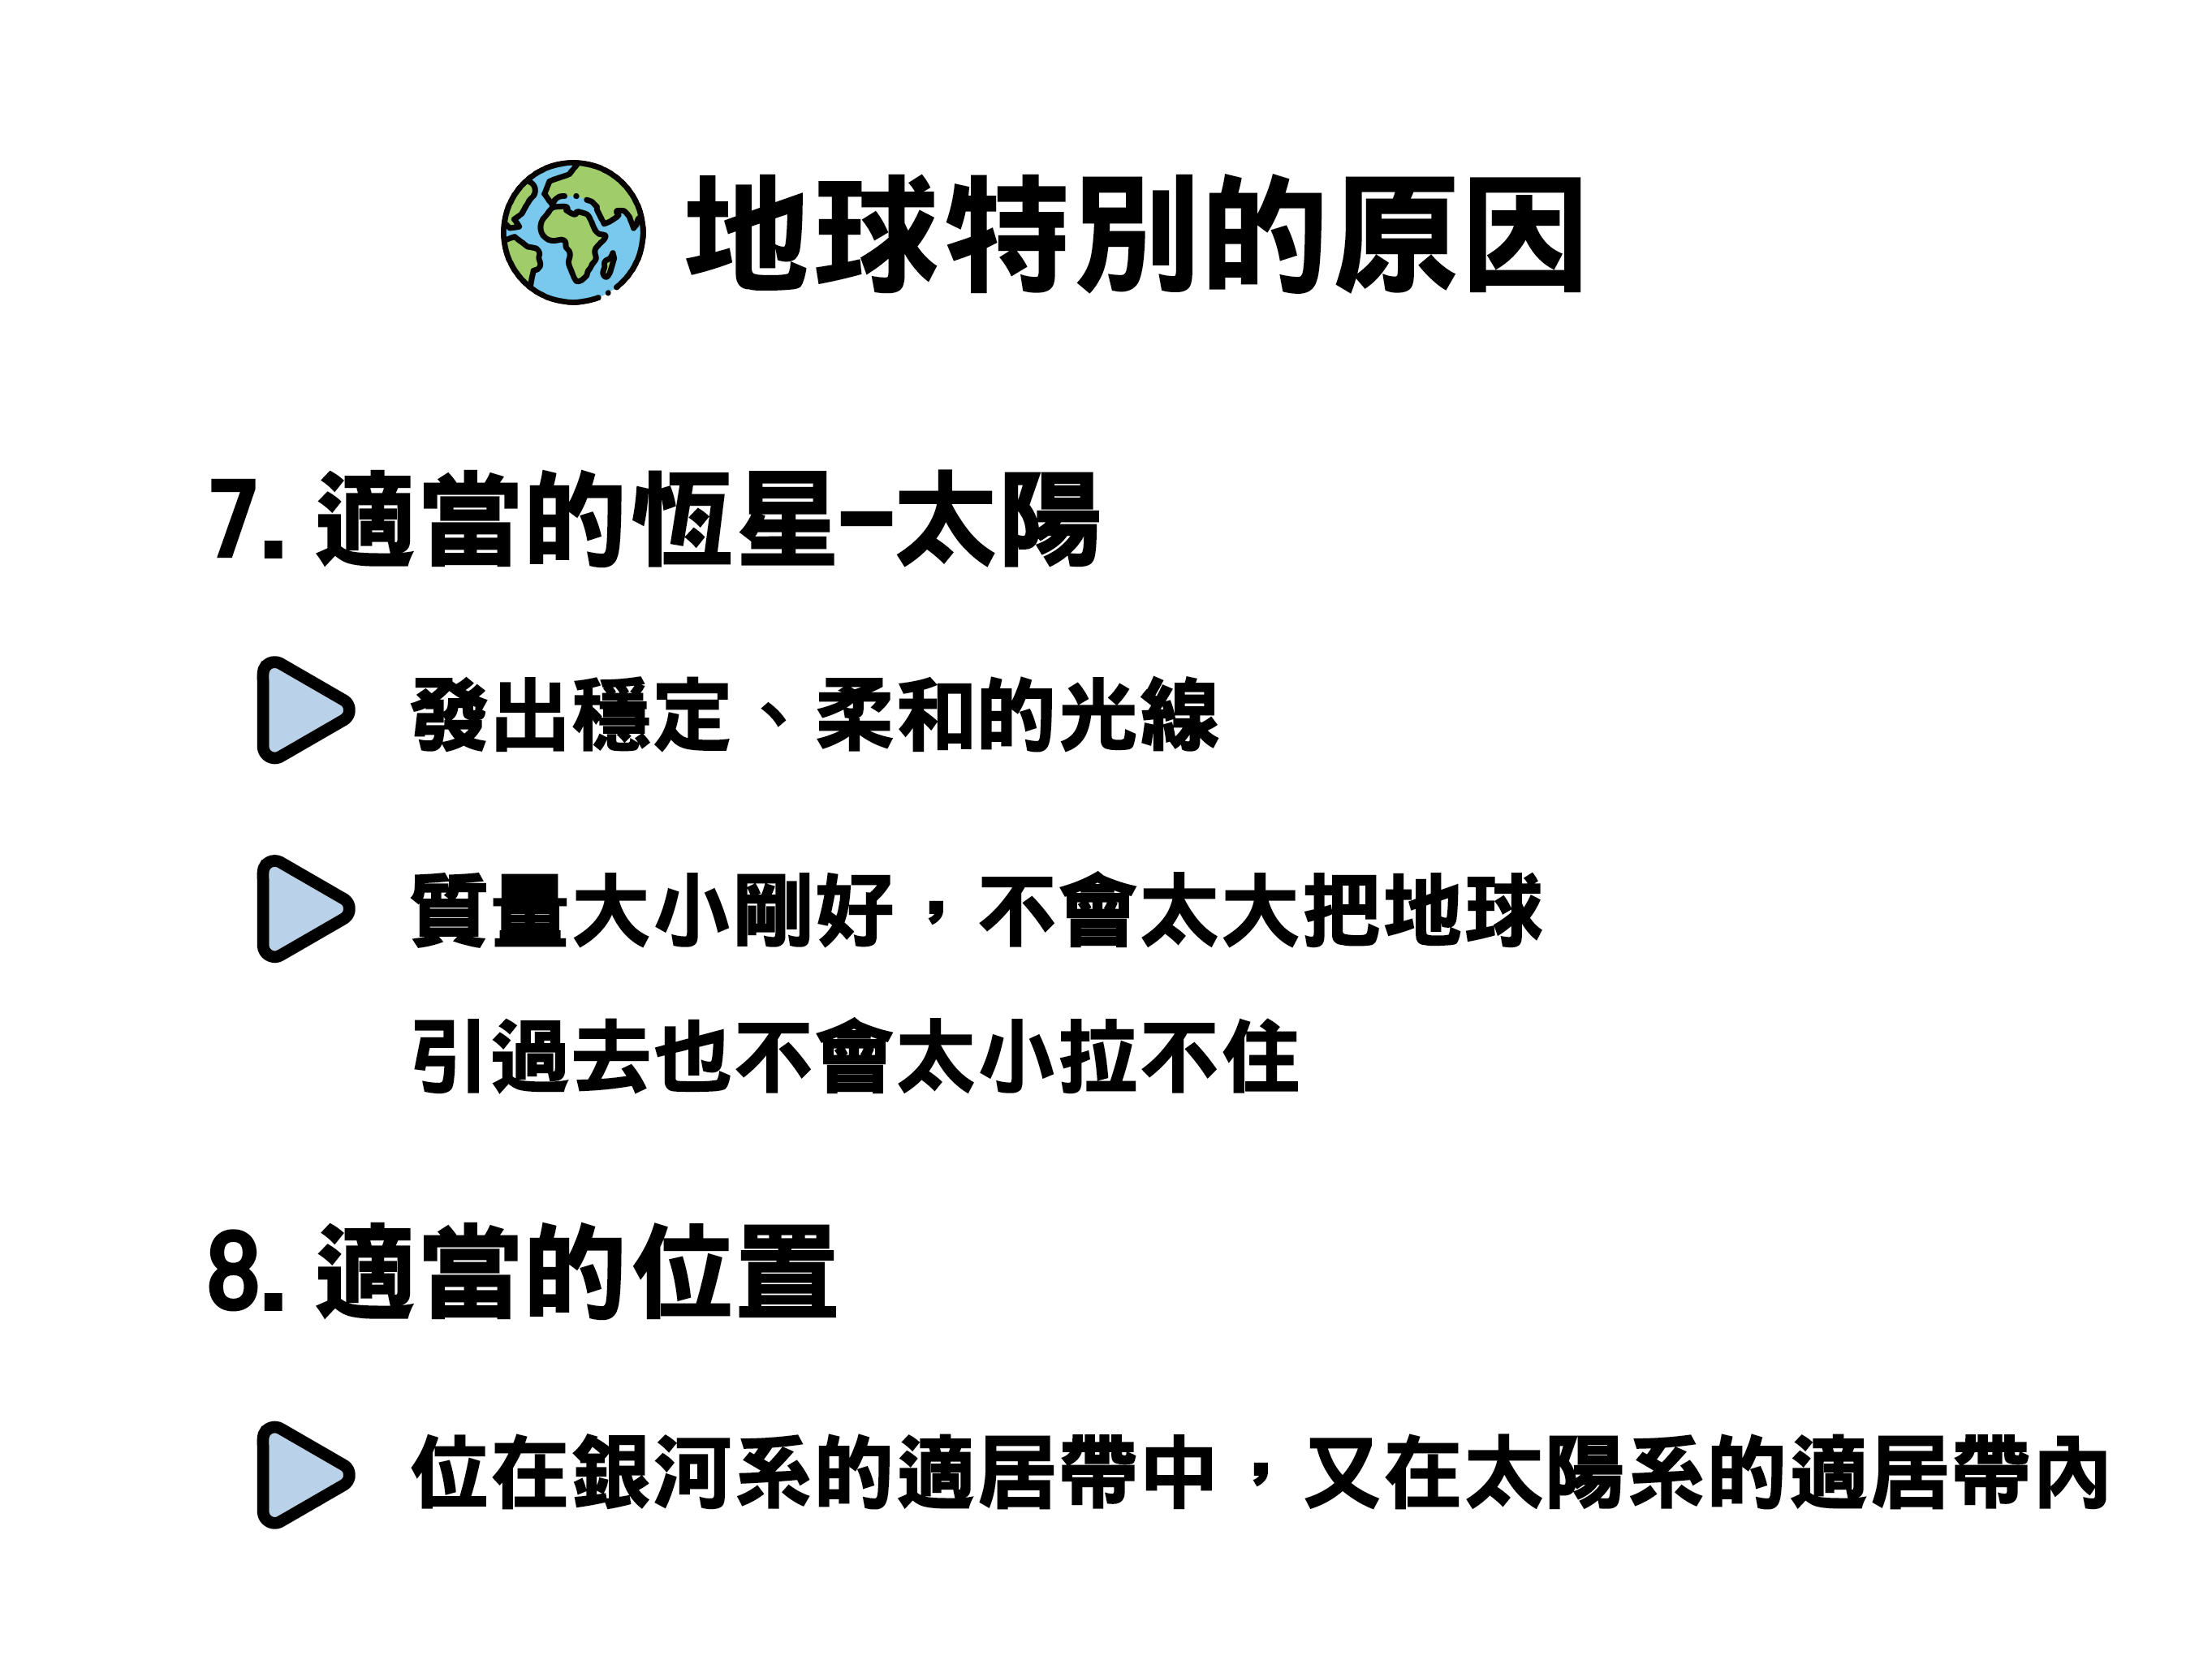 地球特別的原因
7. 適當的恆星-太陽
發出穩定、柔和的光線
質量大小剛好，不會太大把地球
引過去也不會太小拉不住
8. 適當的位置
位在銀河系的適居帶中，又在太陽系的適居帶內